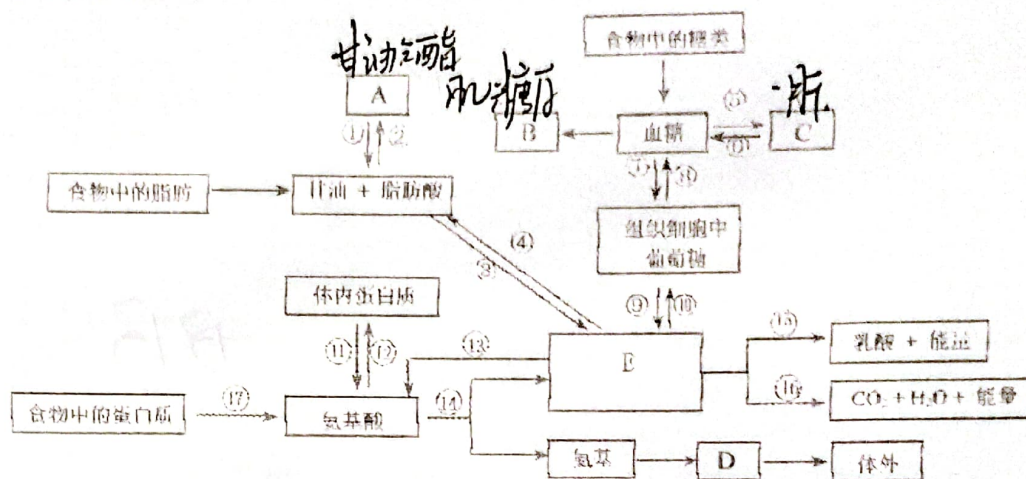 食物中的糖类
甘油三酯
A
肌糖原
B
血糖
⑤
⑥
C
① ②
⑦ ⑧
食物中的脂肪
甘油 + 脂肪酸
组织细胞中
葡萄糖
④
③
体内蛋白质
⑨ ⑩
⑪ ⑫
⑬
E
⑮
乳酸 + 能量
食物中的蛋白质
⑰
氨基酸
⑭
⑯
CO₂ + H₂O + 能量
氨基
D
体外